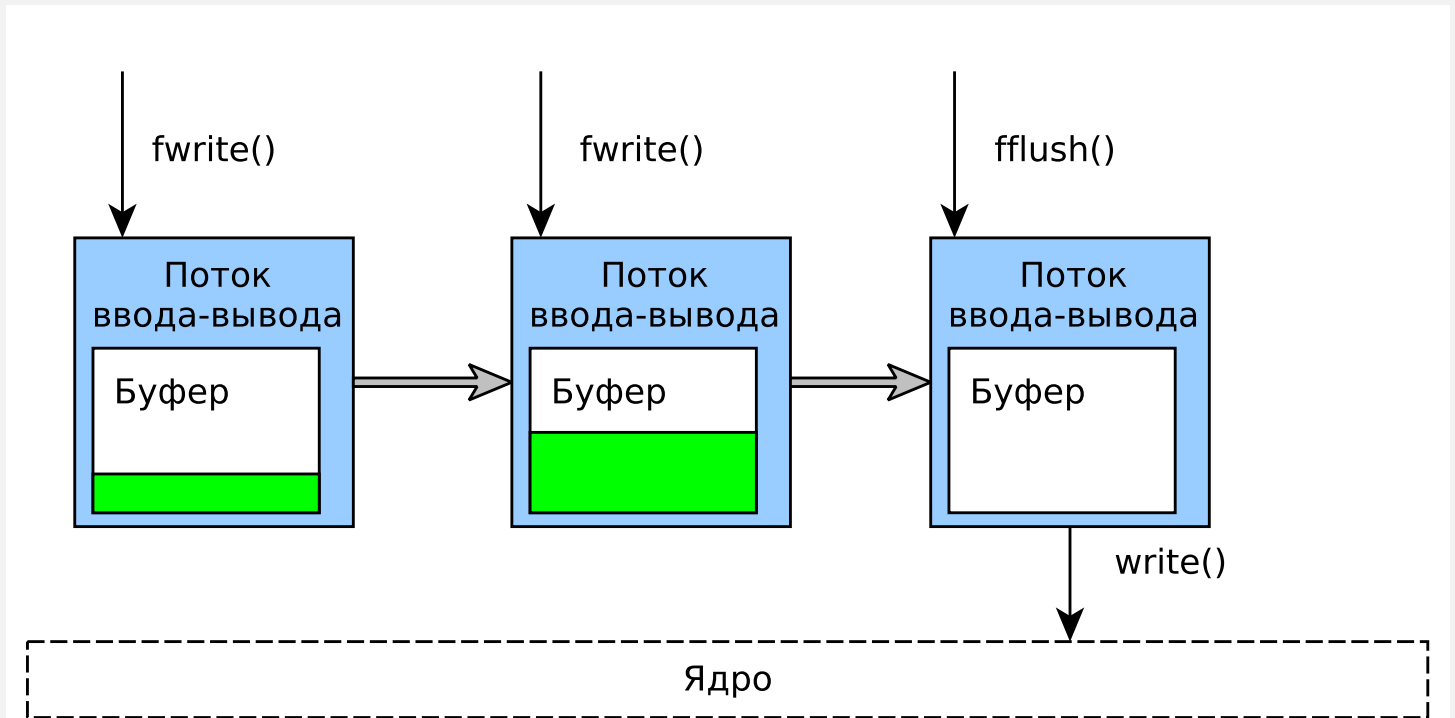 fwrite()
fwrite()
fflush()
Поток
ввода-вывода
Буфер
Поток
ввода-вывода
Буфер
Поток
ввода-вывода
Буфер
write()
Ядро